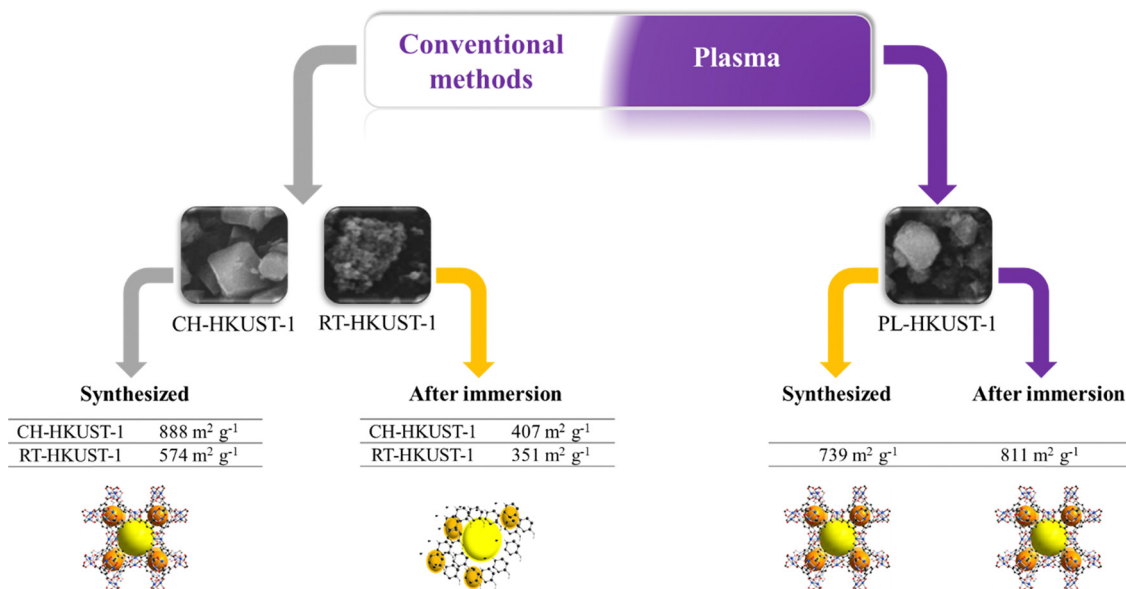 Conventional
methods
Plasma
CH-HKUST-1
RT-HKUST-1
PL-HKUST-1
Synthesized
CH-HKUST-1 888 m² g⁻¹
RT-HKUST-1 574 m² g⁻¹
After immersion
CH-HKUST-1 407 m² g⁻¹
RT-HKUST-1 351 m² g⁻¹
Synthesized After immersion
739 m² g⁻¹ 811 m² g⁻¹